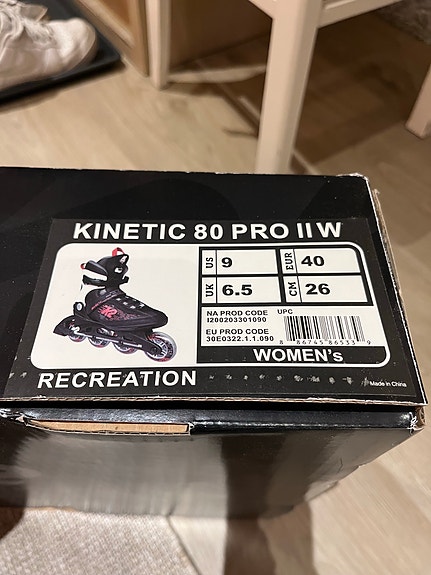 KINETIC 80 PRO II W
US 9 EUR 40
UK 6.5 CM 26
NA PROD CODE UPC
I200203301090
EU PROD CODE
30E0322.1.1.090
8 86745 86533 9
WOMEN's
RECREATION
Made in China
K2